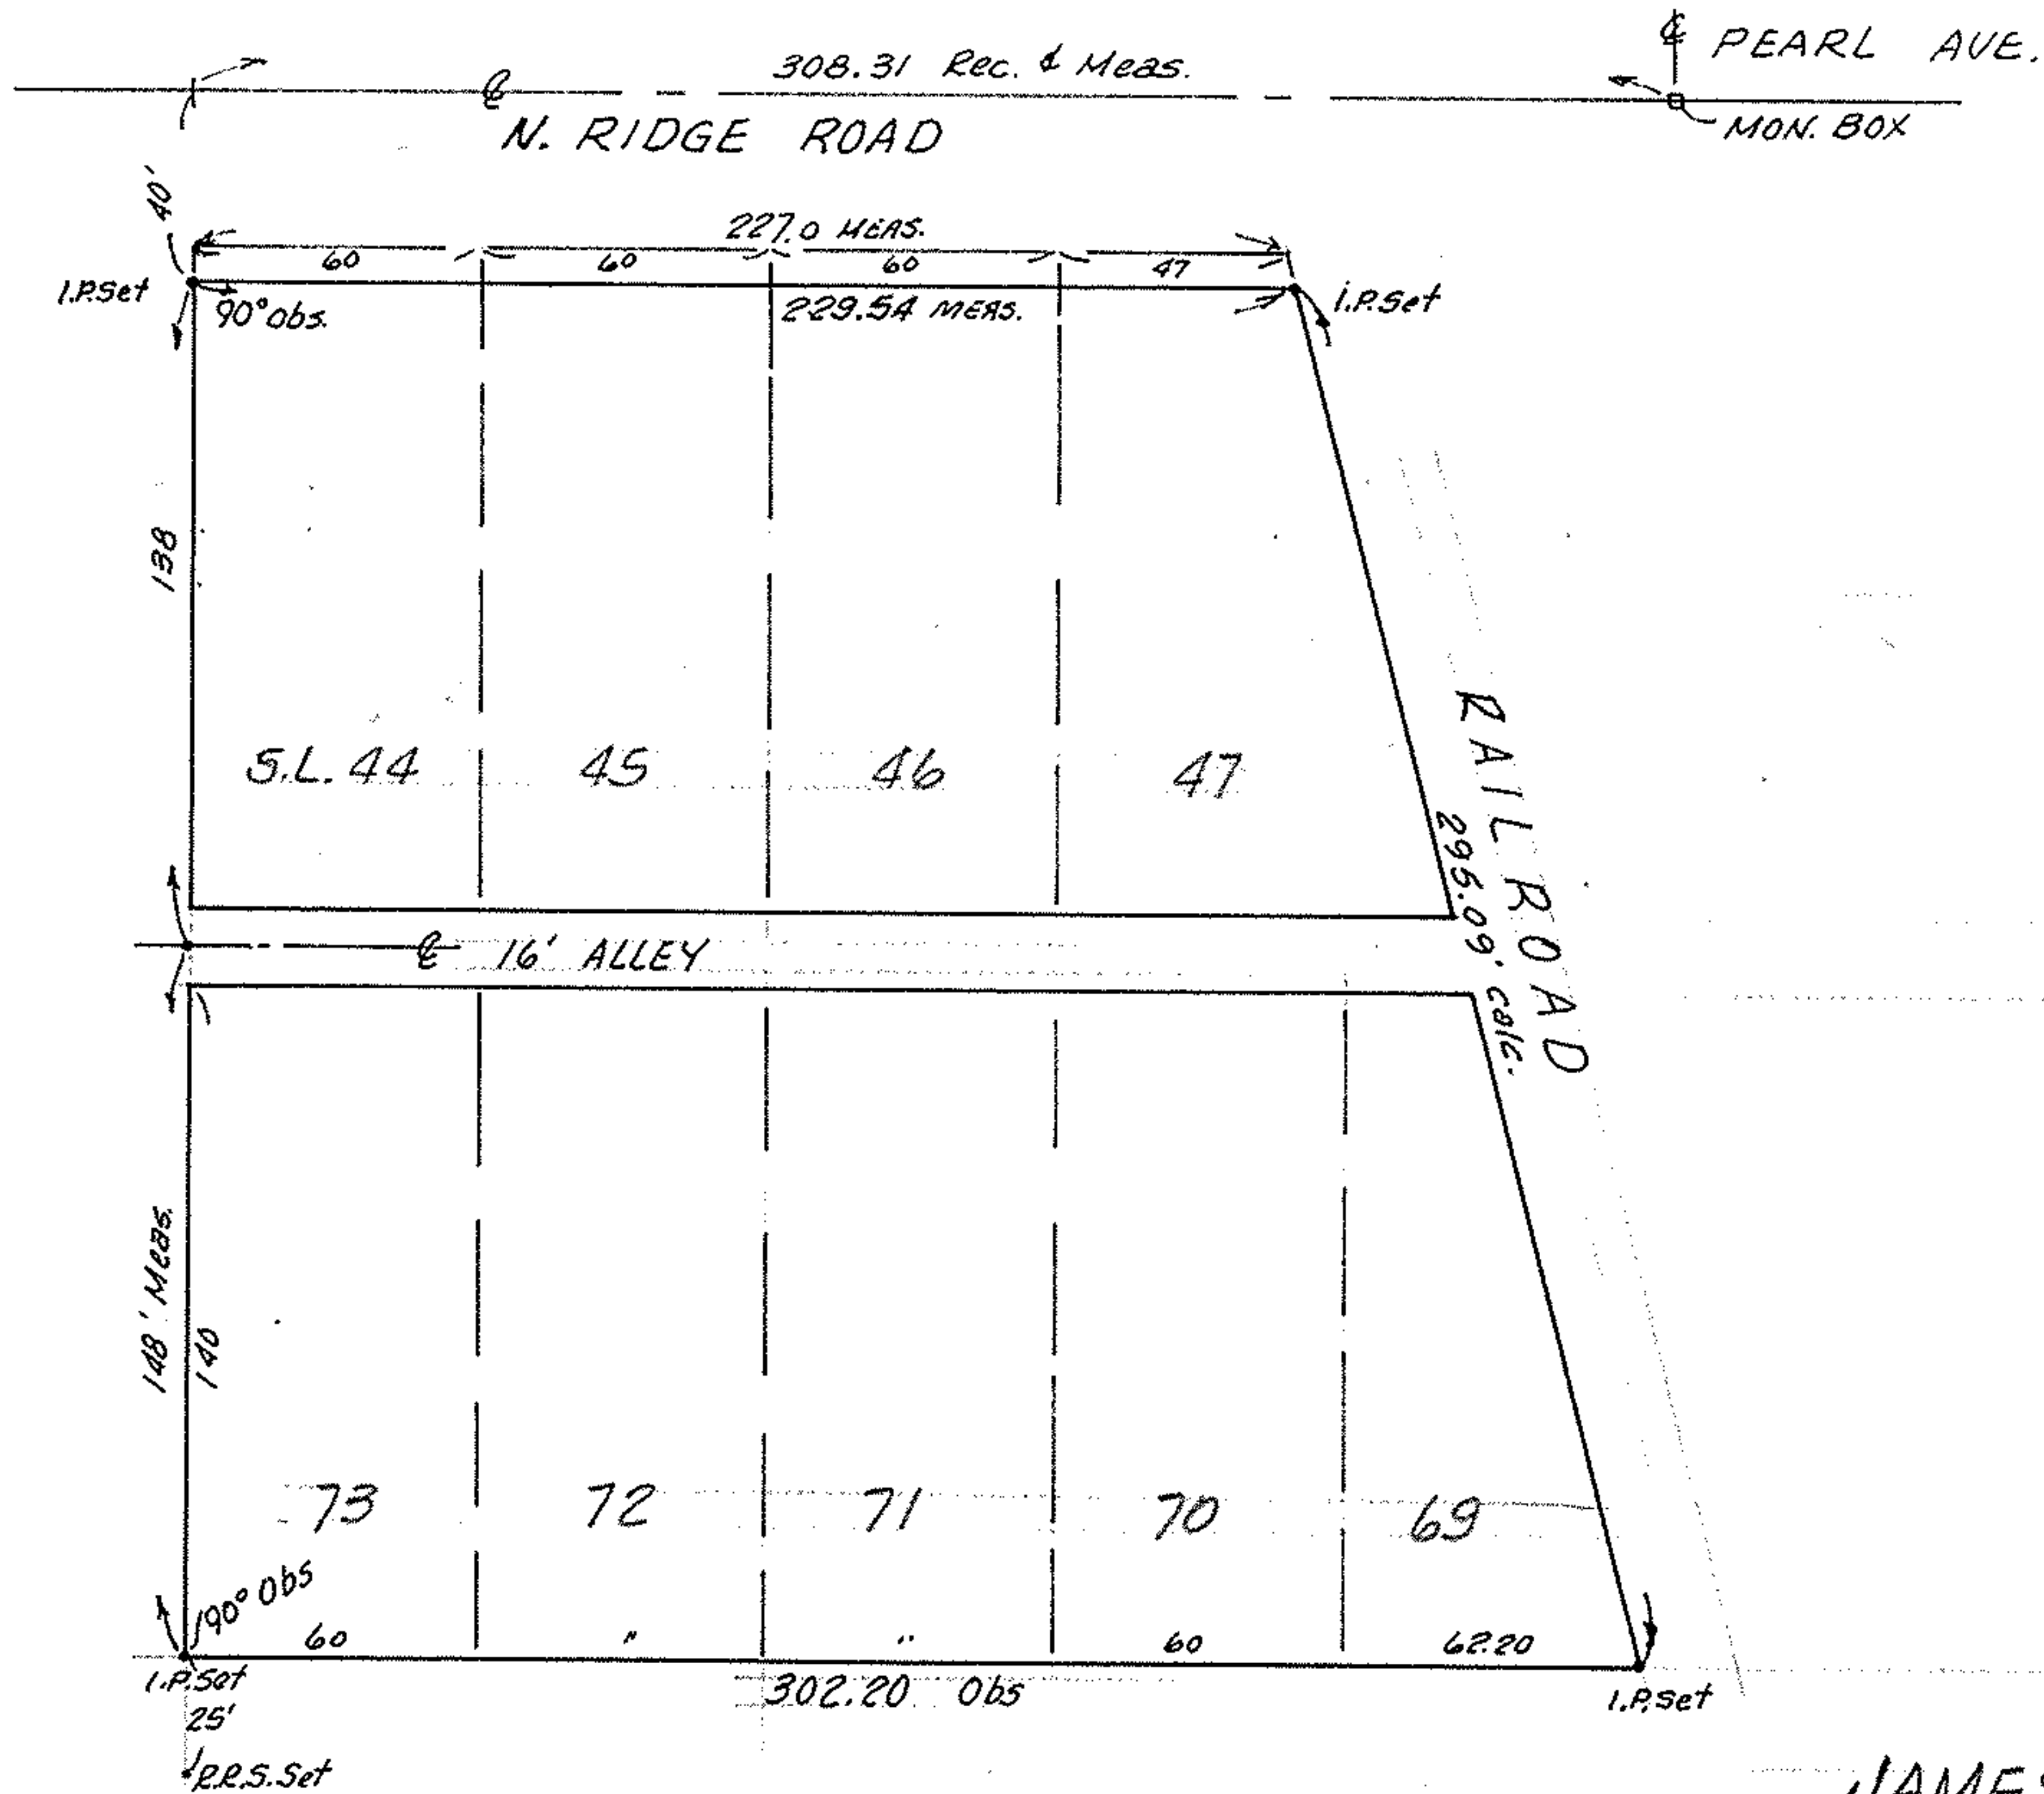 ℄ PEARL AVE.
308.31 Rec. & Meas.
℄
N. RIDGE ROAD
MON. BOX
40'
227.0 MEAS.
60 60 60 47
I.P.Set
90° obs.
229.54 MEAS.
I.P.Set
138
S.L. 44 45 46 47
RAILROAD
295.09' calc.
℄ 16' ALLEY
148' Meas.
140
73 72 71 70 69
90° Obs
60 " " 60 62.20
I.P.Set
302.20 Obs
I.P.Set
25'
R.R.S. Set